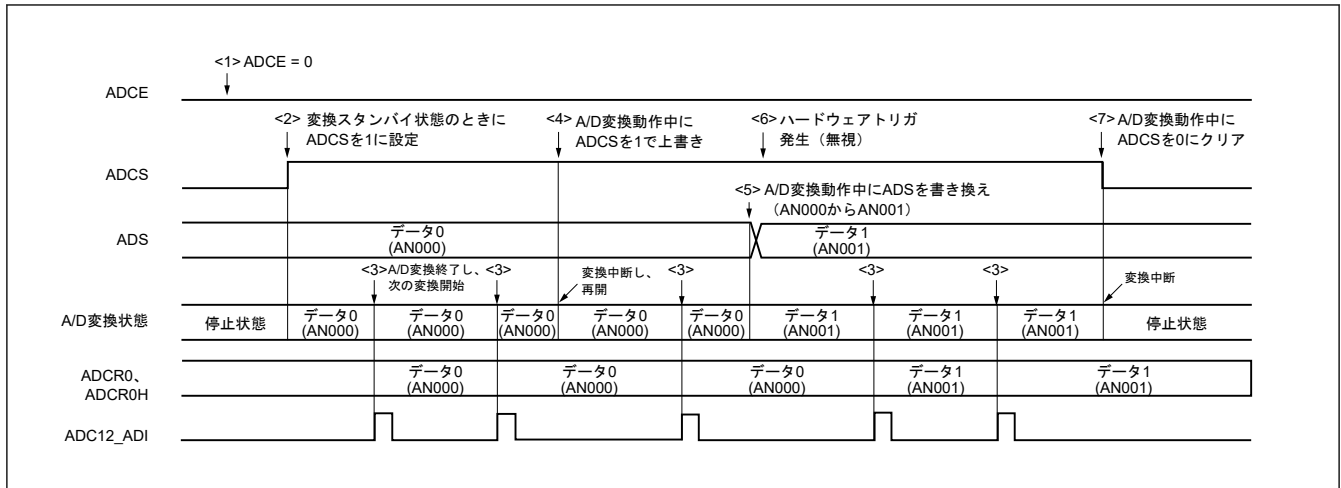 <1> ADCE = 0
ADCE
<2> 変換スタンバイ状態のときに
ADCSを1に設定
<4> A/D変換動作中に
ADCSを1で上書き
<6>ハードウェアトリガ
発生（無視）
<7>A/D変換動作中に
ADCSを0にクリア
ADCS
<5> A/D変換動作中にADSを書き換え
（AN000からAN001）
ADS
データ0
(AN000)
データ1
(AN001)
<3>A/D変換終了し、
次の変換開始
<3>
変換中断し、
再開
<3>
<3>
<3>
変換中断
A/D変換状態
停止状態
データ0
(AN000)
データ0
(AN000)
データ0
(AN000)
データ0
(AN000)
データ0
(AN000)
データ1
(AN001)
データ1
(AN001)
データ1
(AN001)
停止状態
ADCR0、
ADCR0H
データ0
(AN000)
データ0
(AN000)
データ0
(AN000)
データ1
(AN001)
データ1
(AN001)
ADC12_ADI